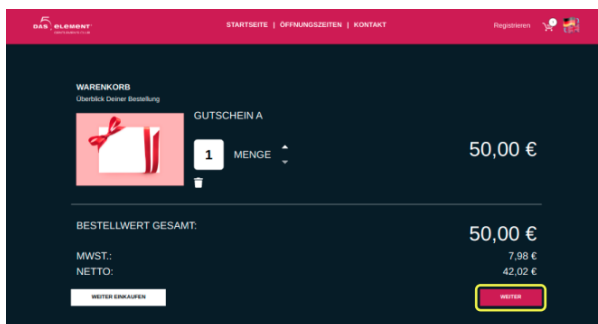 DAS 5. ELEMENT
STARTSEITE | ÖFFNUNGSZEITEN | KONTAKT
Registrieren
WARENKORB
Überblick Deiner Bestellung
GUTSCHEIN A
1 MENGE
50,00 €
BESTELLWERT GESAMT:
50,00 €
MWST.:
7,98 €
NETTO:
42,02 €
WEITER EINKAUFEN
WEITER